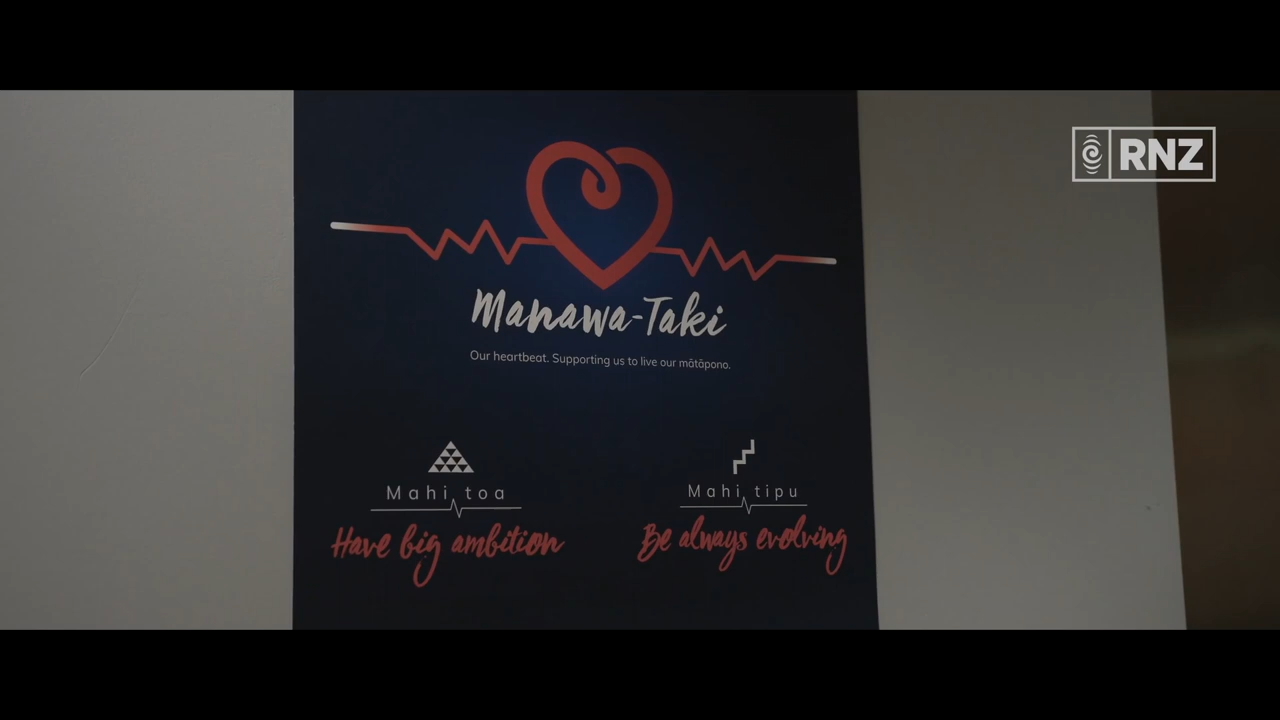 RNZ
Manawa-Taki
Our heartbeat. Supporting us to live our mātāpono.
Mahi toa
Have big ambition
Mahi tipu
Be always evolving